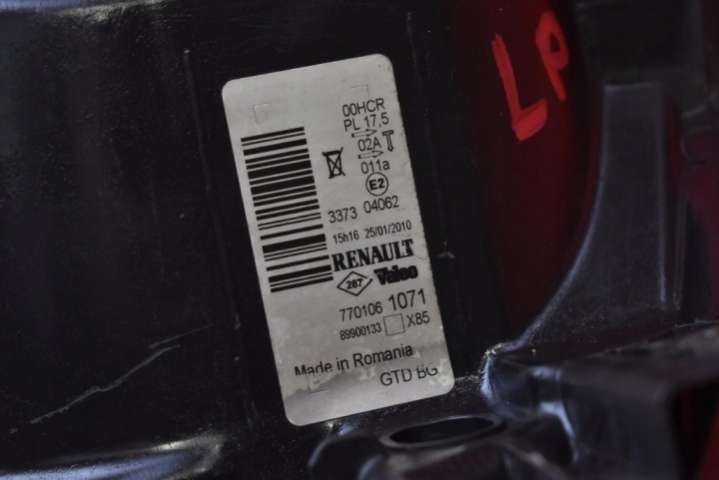 LP
00HCR
PL 17,5
02A
011a
E2
3373 04062
15h16 25/01/2010
RENAULT
287 Valeo
770106 1071
89900133 X85
Made in Romania
GTD BG